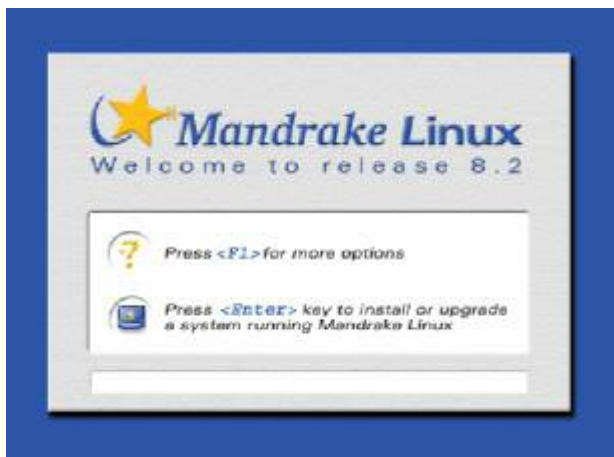 Mandrake Linux
Welcome to release 8.2
?
Press <F1> for more options
Press <Enter> key to install or upgrade
a system running Mandrake Linux